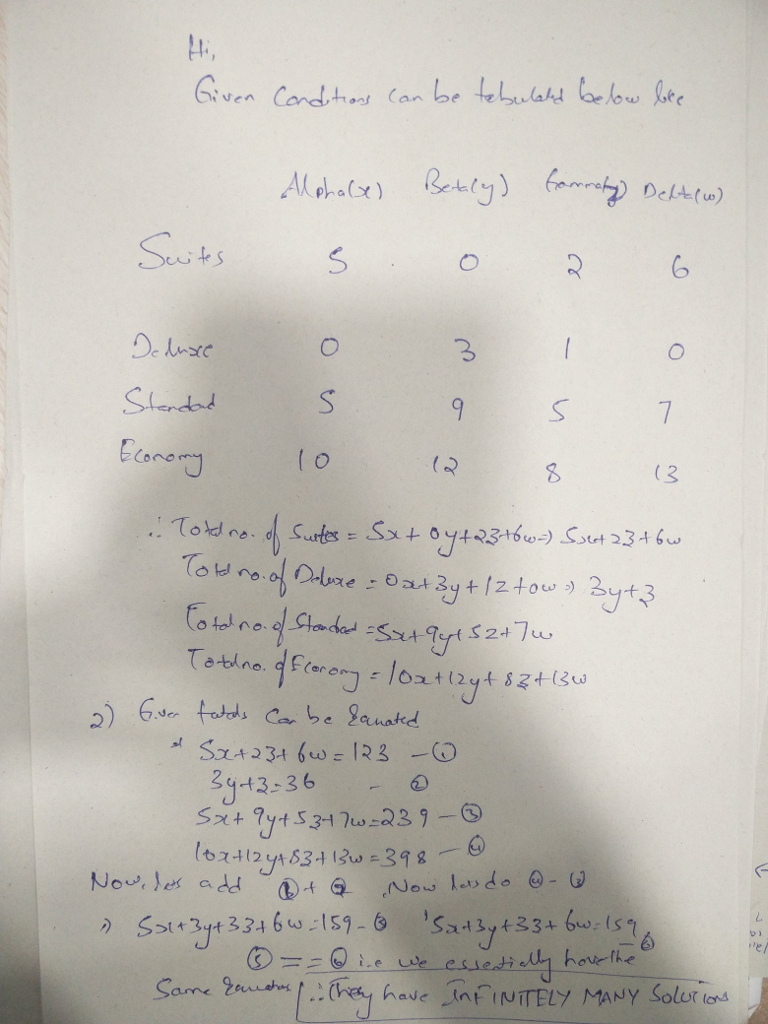 Hi,
Given Conditions can be tabulated below like
Alpha(x) Beta(y) Gamma(z) Delta(w)
Suites 5 0 2 6
Deluxe 0 3 1 0
Standard 5 9 5 7
Economy 10 12 8 13
∴ Total no. of Suites = 5x + 0y + 2z + 6w => 5x + 2z + 6w
Total no. of Deluxe = 0x + 3y + 1z + 0w => 3y + z
Total no. of Standard = 5x + 9y + 5z + 7w
Total no. of Economy = 10x + 12y + 8z + 13w
2) Given totals can be Equated
5x + 2z + 6w = 123 - ①
3y + z = 36 - ②
5x + 9y + 5z + 7w = 239 - ③
10x + 12y + 8z + 13w = 398 - ④
Now, lets add ① + ② , Now lets do ④ - ③
=> 5x + 3y + 3z + 6w = 159 - ⑤ 5x + 3y + 3z + 6w = 159 - ⑥
⑤ == ⑥ i.e we essentially have the
Same Equations ∴ They have INFINITELY MANY Solutions